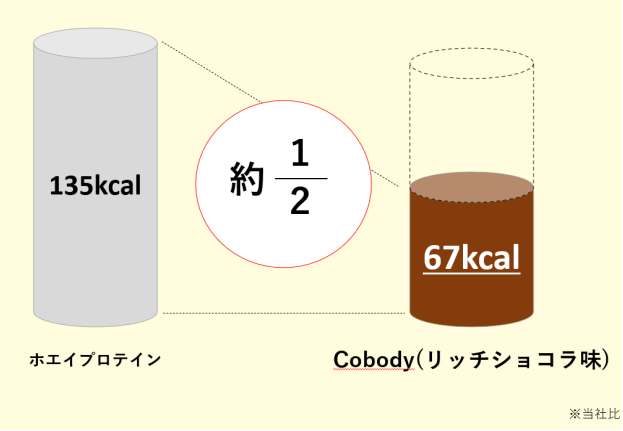 135kcal
約 1/2
67kcal
ホエイプロテイン
Cobody(リッチショコラ味)
※当社比